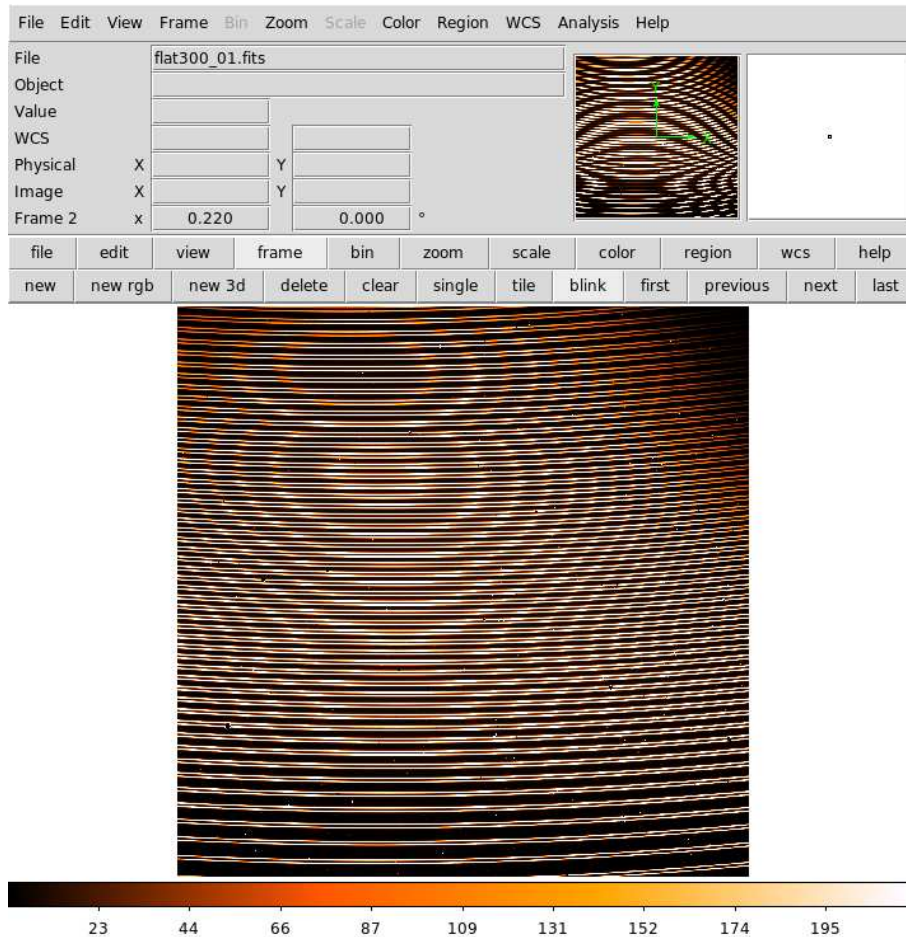 File Edit View Frame Bin Zoom Scale Color Region WCS Analysis Help
File flat300_01.fits
Object
Value
WCS
Physical X Y
Image X Y
Frame 2 x 0.220 0.000 °
Y
X
file edit view frame bin zoom scale color region wcs help
new new rgb new 3d delete clear single tile blink first previous next last
23 44 66 87 109 131 152 174 195